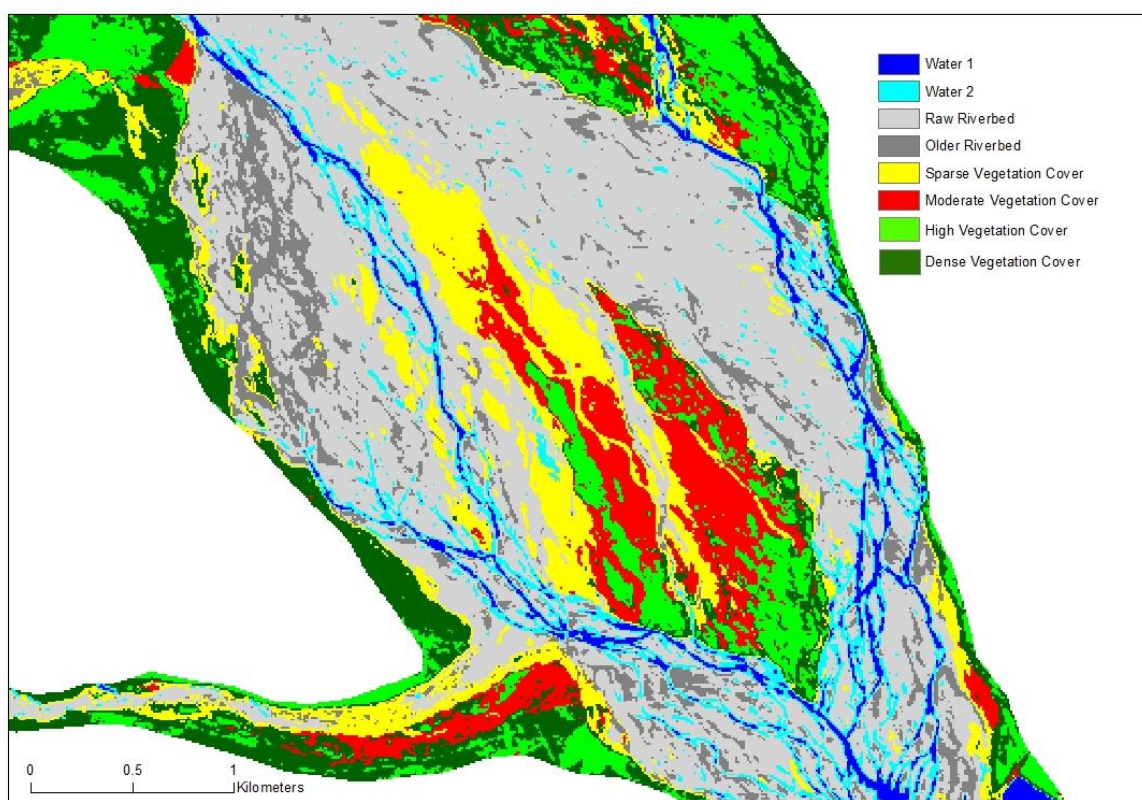 Water 1
Water 2
Raw Riverbed
Older Riverbed
Sparse Vegetation Cover
Moderate Vegetation Cover
High Vegetation Cover
Dense Vegetation Cover
0 0.5 1
Kilometers